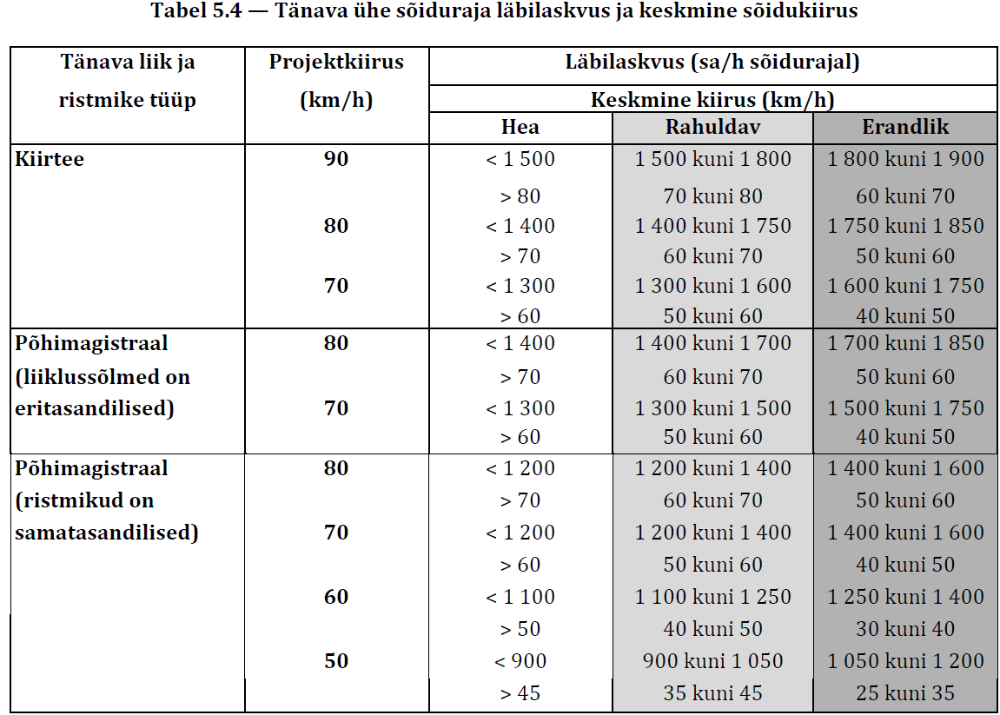 Tabel 5.4 — Tänava ühe sõiduraja läbilaskvus ja keskmine sõidukiirus
Tänava liik ja Projektkiirus Läbilaskvus (sa/h sõidurajal)
ristmike tüüp (km/h) Keskmine kiirus (km/h)
Hea Rahuldav Erandlik
Kiirtee 90 < 1 500 1 500 kuni 1 800 1 800 kuni 1 900
> 80 70 kuni 80 60 kuni 70
80 < 1 400 1 400 kuni 1 750 1 750 kuni 1 850
> 70 60 kuni 70 50 kuni 60
70 < 1 300 1 300 kuni 1 600 1 600 kuni 1 750
> 60 50 kuni 60 40 kuni 50
Põhimagistraal 80 < 1 400 1 400 kuni 1 700 1 700 kuni 1 850
(liiklussõlmed on > 70 60 kuni 70 50 kuni 60
eritasandilised) 70 < 1 300 1 300 kuni 1 500 1 500 kuni 1 750
> 60 50 kuni 60 40 kuni 50
Põhimagistraal 80 < 1 200 1 200 kuni 1 400 1 400 kuni 1 600
(ristmikud on > 70 60 kuni 70 50 kuni 60
samatasandilised) 70 < 1 200 1 200 kuni 1 400 1 400 kuni 1 600
> 60 50 kuni 60 40 kuni 50
60 < 1 100 1 100 kuni 1 250 1 250 kuni 1 400
> 50 40 kuni 50 30 kuni 40
50 < 900 900 kuni 1 050 1 050 kuni 1 200
> 45 35 kuni 45 25 kuni 35